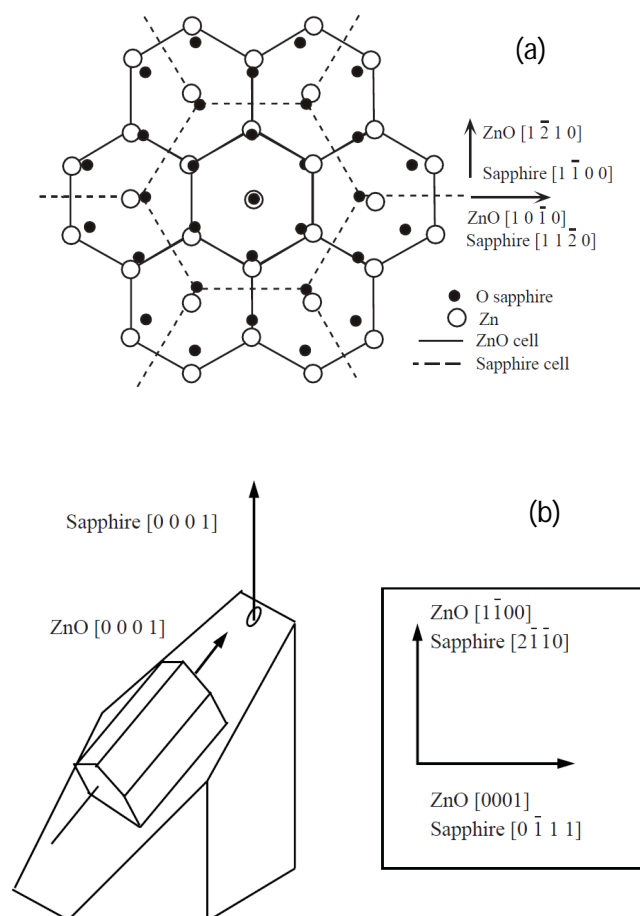 (a)
ZnO [1 2̄ 1 0]
Sapphire [1 1̄ 0 0]
ZnO [1 0 1̄ 0]
Sapphire [1 1 2̄ 0]
O sapphire
Zn
ZnO cell
Sapphire cell
(b)
Sapphire [0 0 0 1]
ZnO [0 0 0 1]
ZnO [11̄00]
Sapphire [21̄1̄0]
ZnO [0001]
Sapphire [0 1̄ 1 1]